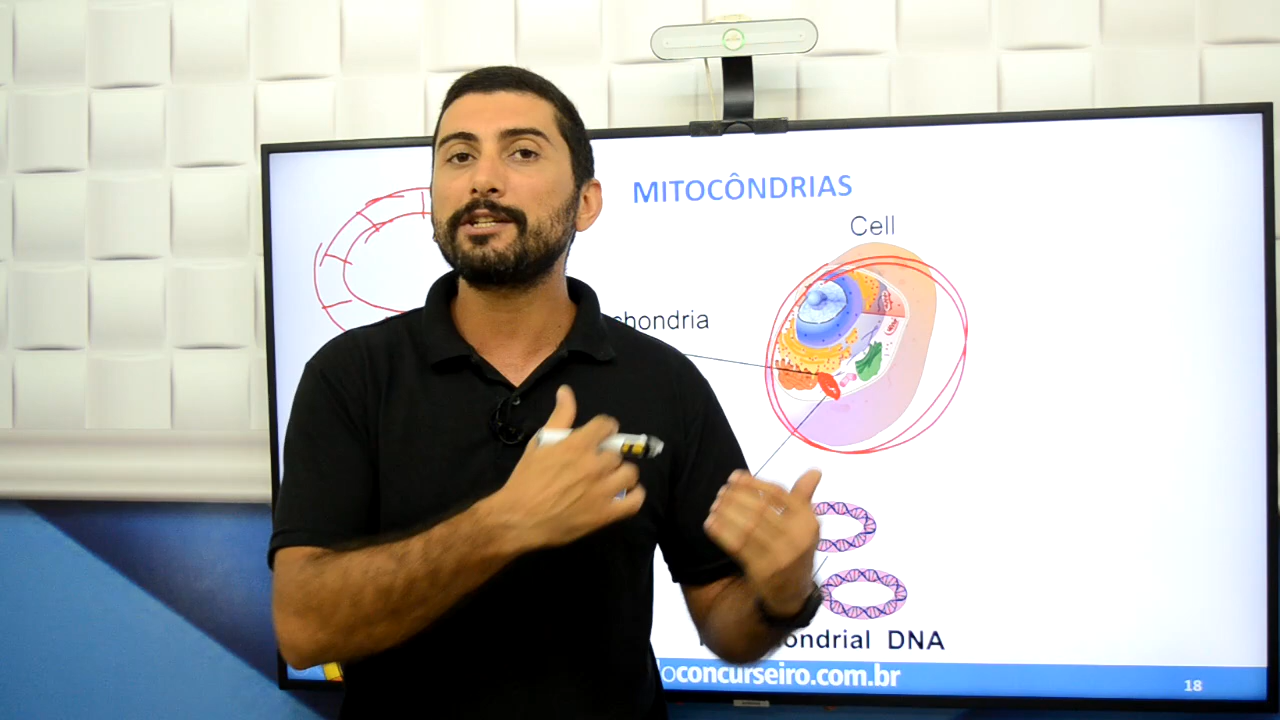 MITOCÔNDRIAS
Cell
chondria
ondrial DNA
oconcurseiro.com.br
18